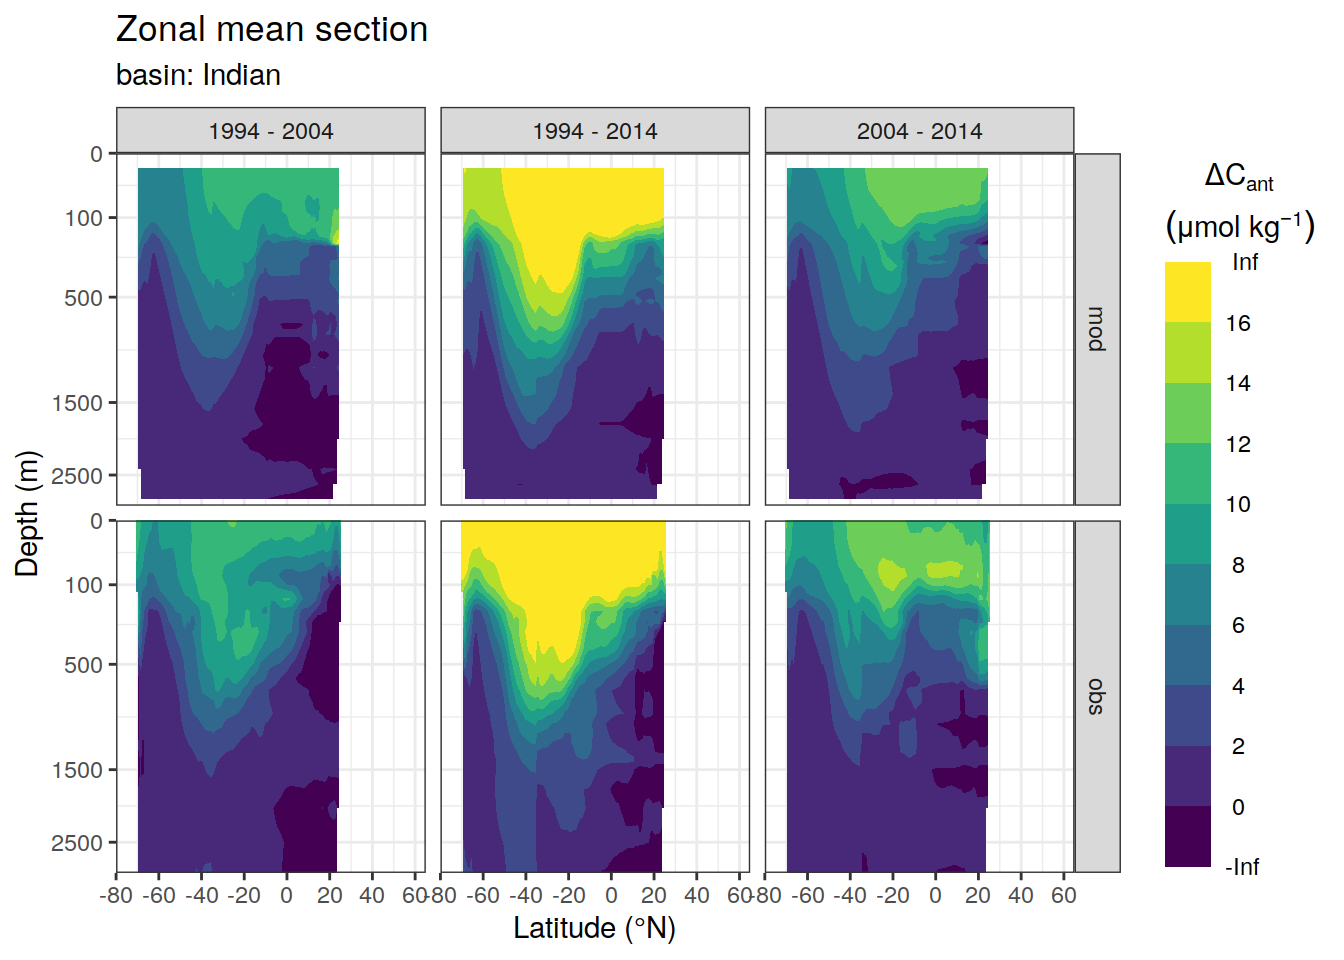 Zonal mean section
basin: Indian
1994 - 2004
1994 - 2014
2004 - 2014
0
100
500
1500
2500
mod
0
100
500
1500
2500
obs
Depth (m)
-80 -60 -40 -20 0 20 40 60
-80 -60 -40 -20 0 20 40 60
-80 -60 -40 -20 0 20 40 60
Latitude (°N)
ΔCant
(μmol kg⁻¹)
Inf
16
14
12
10
8
6
4
2
0
-Inf